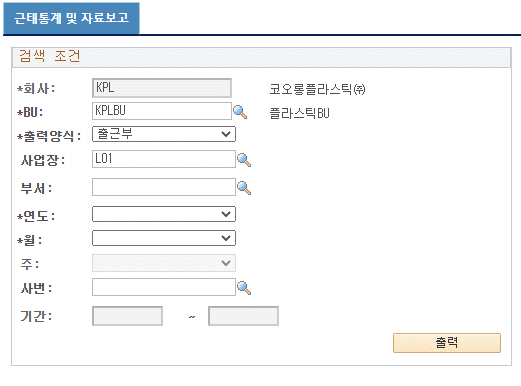 근태통계 및 자료보고
검색 조건
*회사: KPL 코오롱플라스틱㈜
*BU: KPLBU 플라스틱BU
*출력양식: 출근부
사업장: L01
부서:
*연도:
*월:
주:
사번:
기간: ~
출력